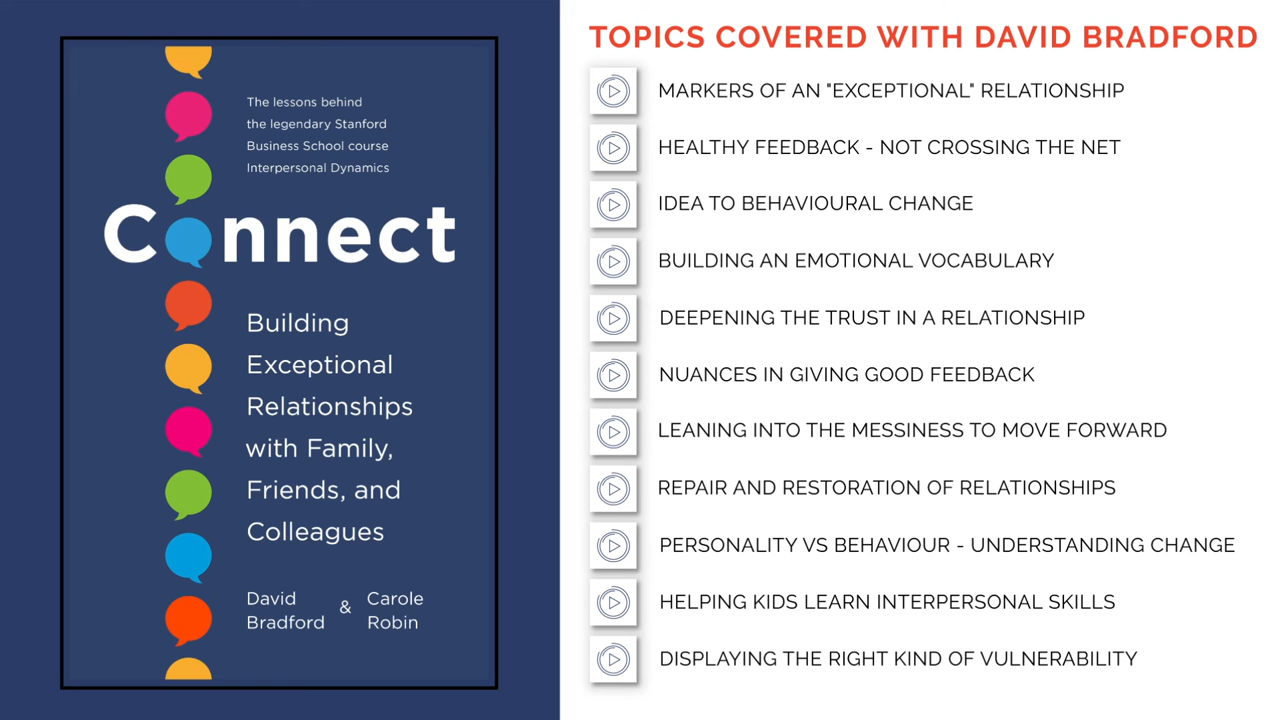 The lessons behind
the legendary Stanford
Business School course
Interpersonal Dynamics
Connect
Building
Exceptional
Relationships
with Family,
Friends, and
Colleagues
David Bradford & Carole Robin
TOPICS COVERED WITH DAVID BRADFORD
MARKERS OF AN "EXCEPTIONAL" RELATIONSHIP
HEALTHY FEEDBACK - NOT CROSSING THE NET
IDEA TO BEHAVIOURAL CHANGE
BUILDING AN EMOTIONAL VOCABULARY
DEEPENING THE TRUST IN A RELATIONSHIP
NUANCES IN GIVING GOOD FEEDBACK
LEANING INTO THE MESSINESS TO MOVE FORWARD
REPAIR AND RESTORATION OF RELATIONSHIPS
PERSONALITY VS BEHAVIOUR - UNDERSTANDING CHANGE
HELPING KIDS LEARN INTERPERSONAL SKILLS
DISPLAYING THE RIGHT KIND OF VULNERABILITY